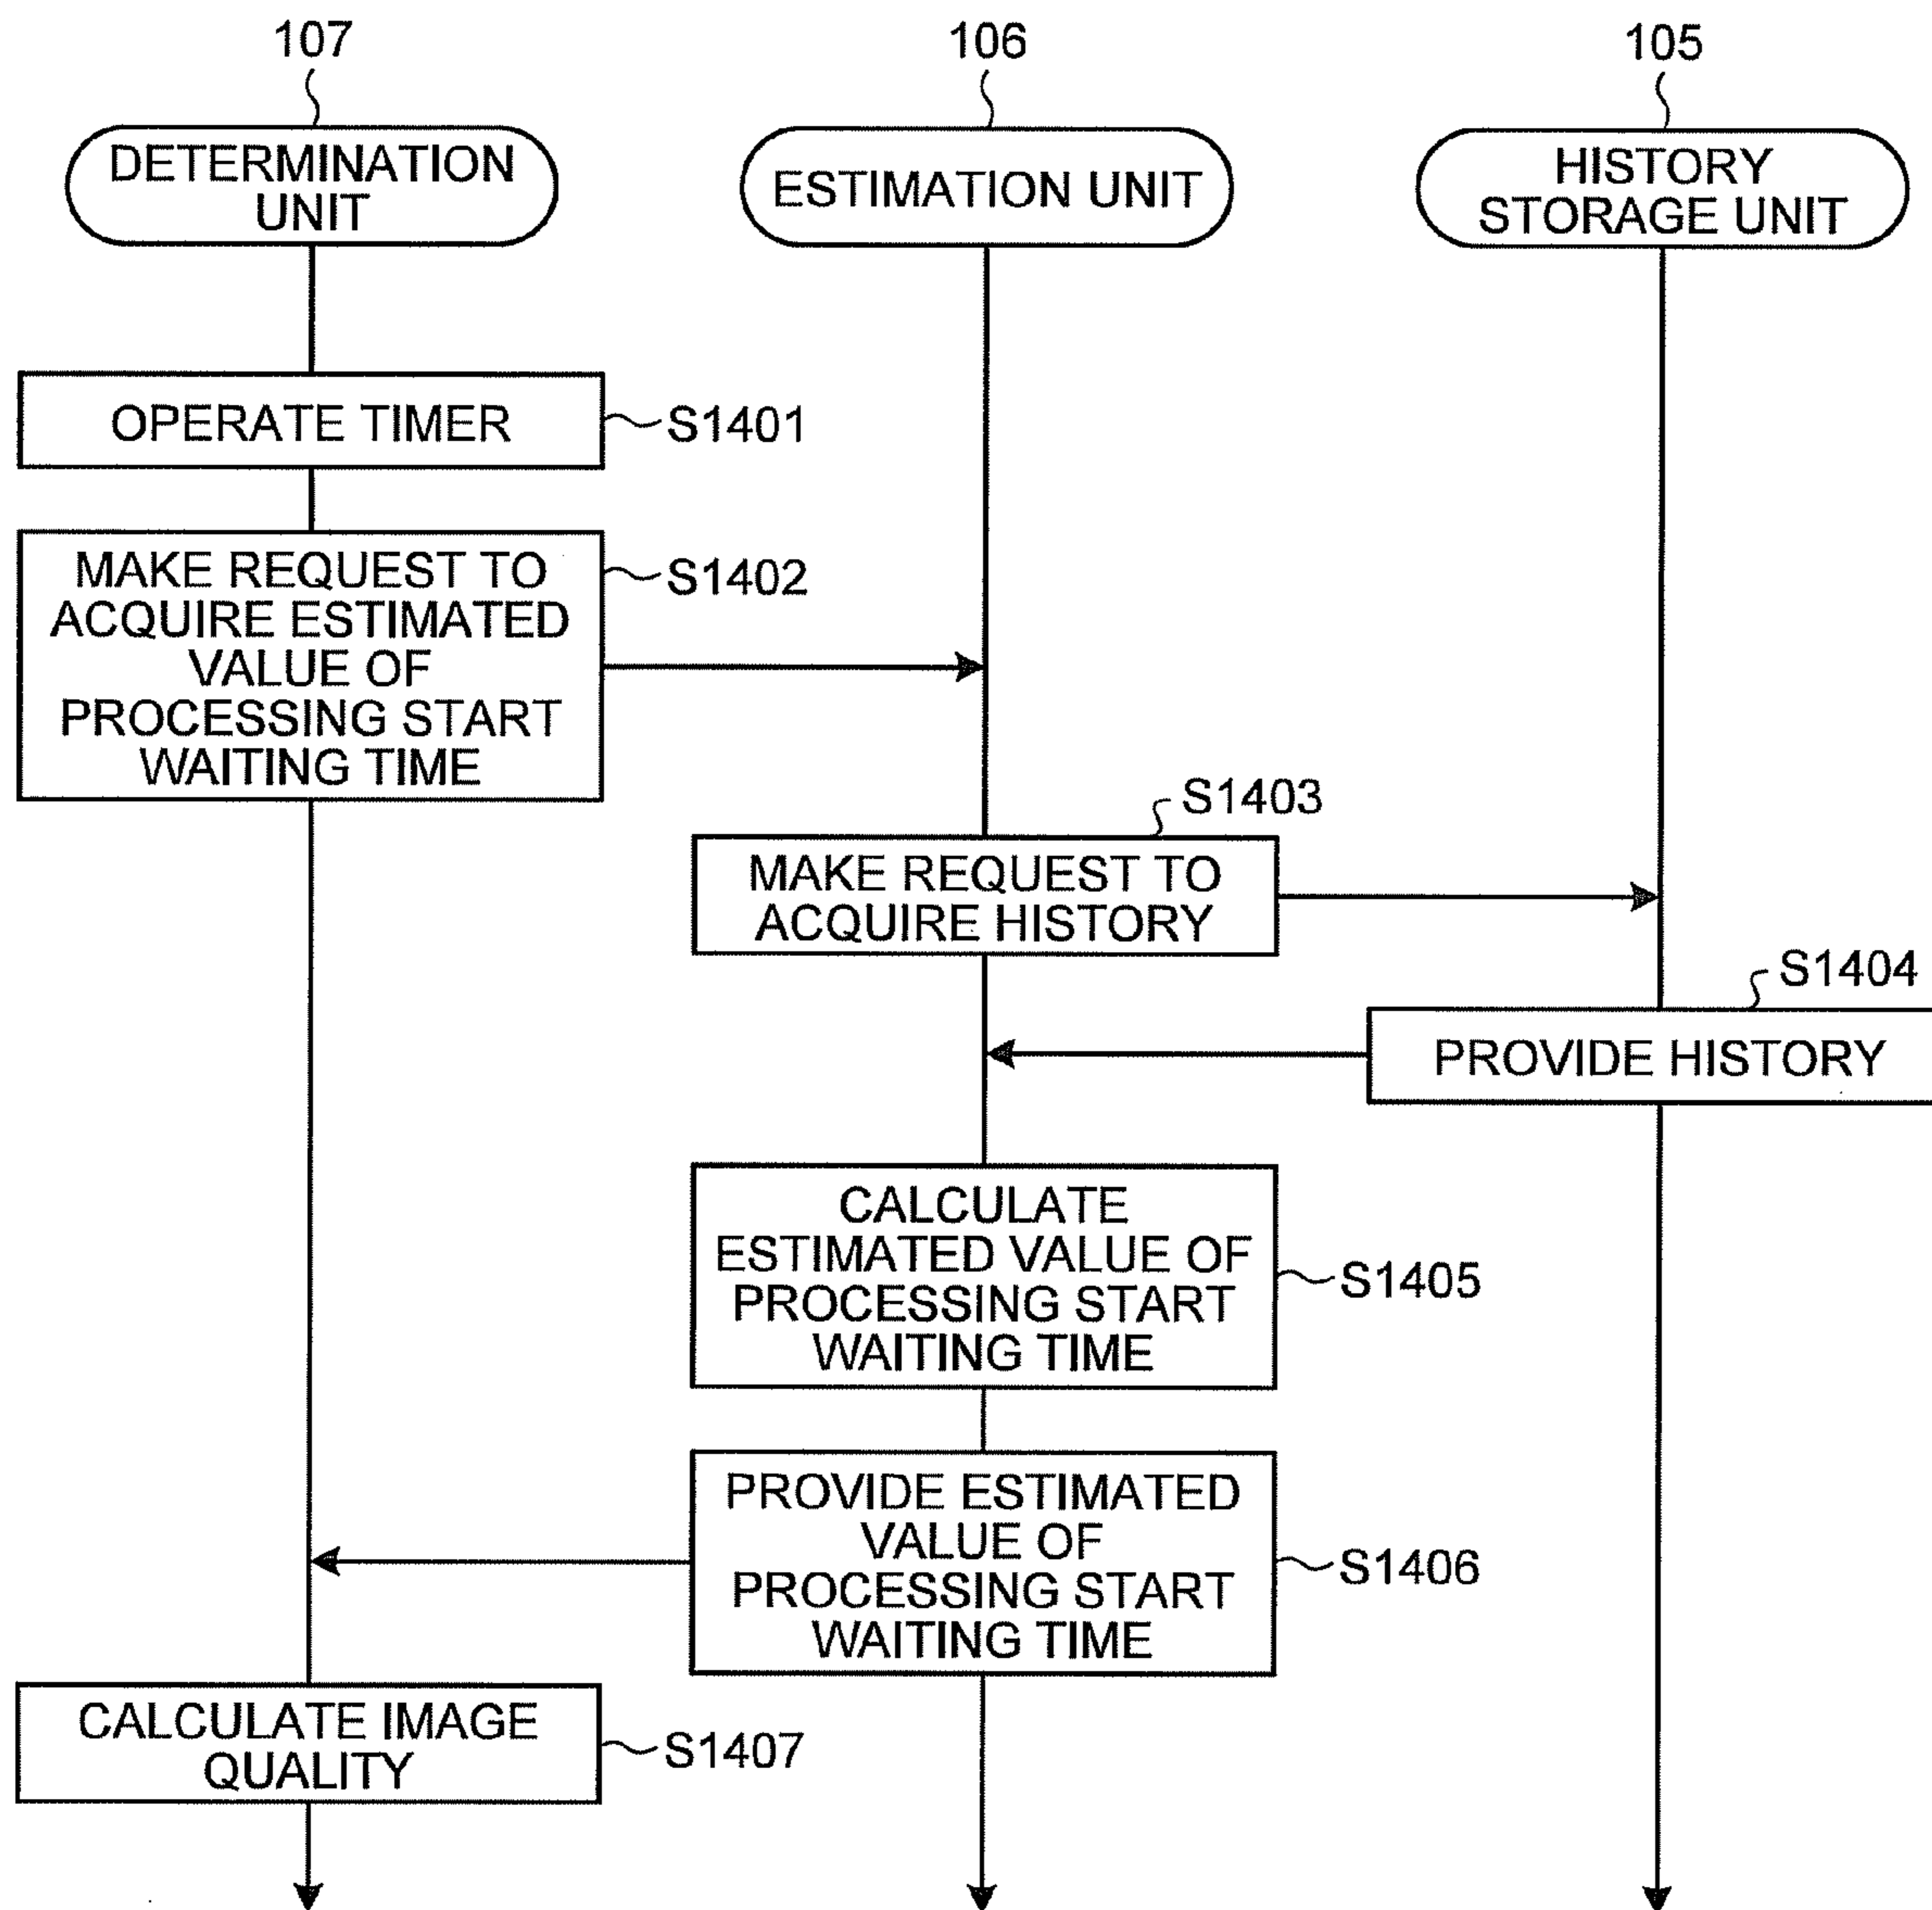 107
106
105
DETERMINATION
UNIT
ESTIMATION UNIT
HISTORY
STORAGE UNIT
OPERATE TIMER
S1401
MAKE REQUEST TO
ACQUIRE ESTIMATED
VALUE OF
PROCESSING START
WAITING TIME
S1402
S1403
MAKE REQUEST TO
ACQUIRE HISTORY
S1404
PROVIDE HISTORY
CALCULATE
ESTIMATED VALUE OF
PROCESSING START
WAITING TIME
S1405
PROVIDE ESTIMATED
VALUE OF
PROCESSING START
WAITING TIME
S1406
CALCULATE IMAGE
QUALITY
S1407